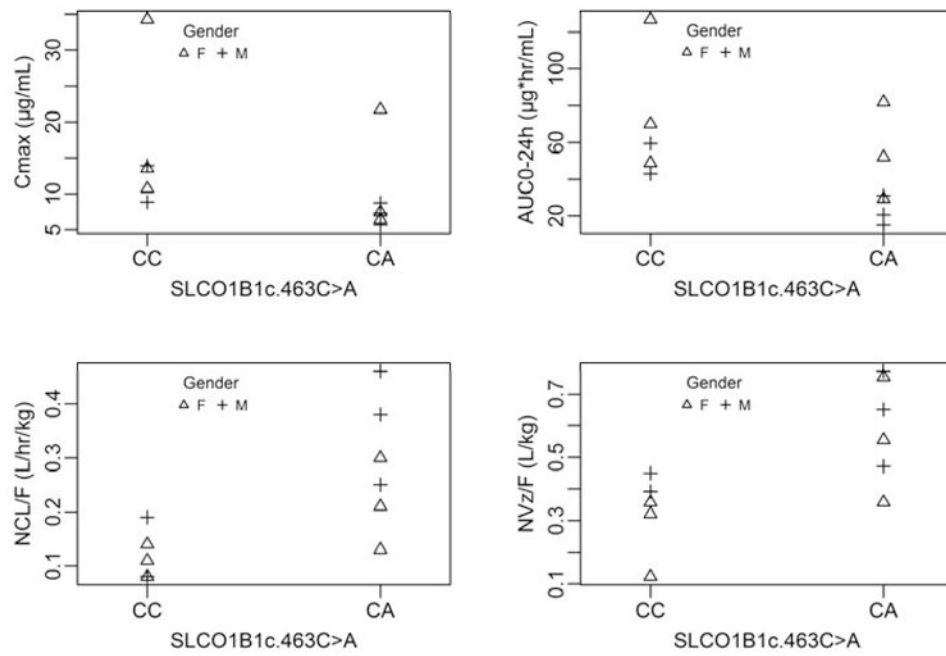 Cmax (µg/mL)
30
20
10
5
Gender
F M
CC CA
SLCO1B1c.463C>A
AUC0-24h (µg*hr/mL)
100
60
20
Gender
F M
CC CA
SLCO1B1c.463C>A
NCL/F (L/hr/kg)
0.4
0.3
0.2
0.1
Gender
F M
CC CA
SLCO1B1c.463C>A
NVz/F (L/kg)
0.7
0.5
0.3
0.1
Gender
F M
CC CA
SLCO1B1c.463C>A